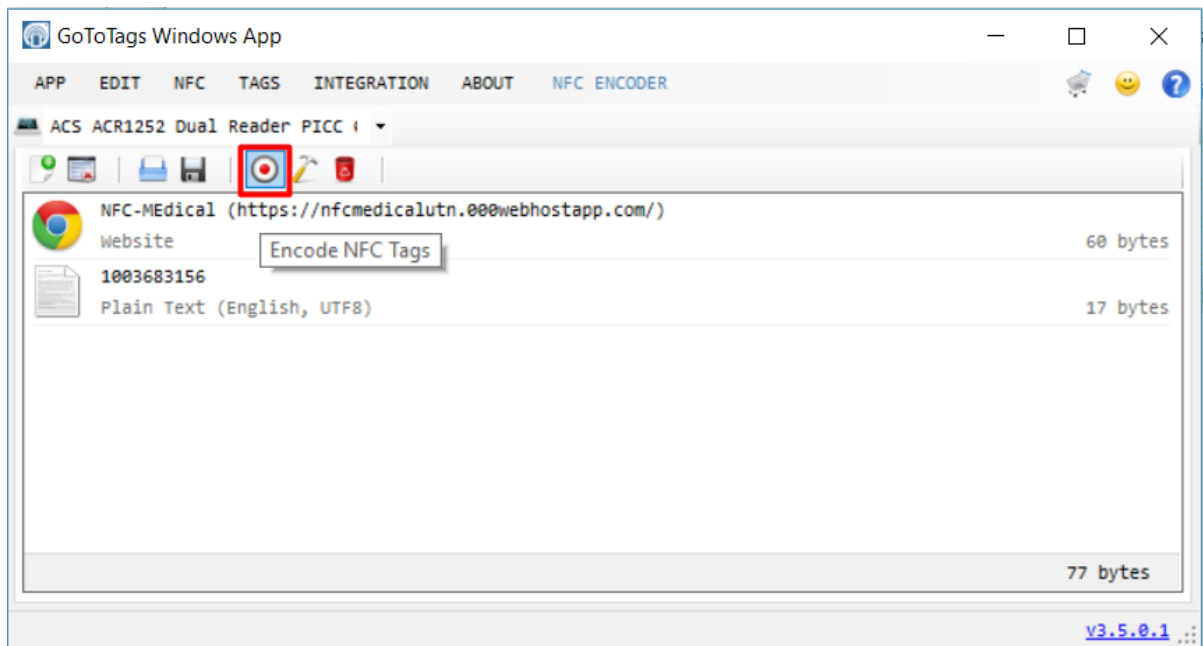 GoToTags Windows App
APP EDIT NFC TAGS INTEGRATION ABOUT NFC ENCODER
ACS ACR1252 Dual Reader PICC
NFC-MEdical (https://nfcmedicalutn.000webhostapp.com/)
Website
60 bytes
Encode NFC Tags
1003683156
Plain Text (English, UTF8)
17 bytes
77 bytes
v3.5.0.1